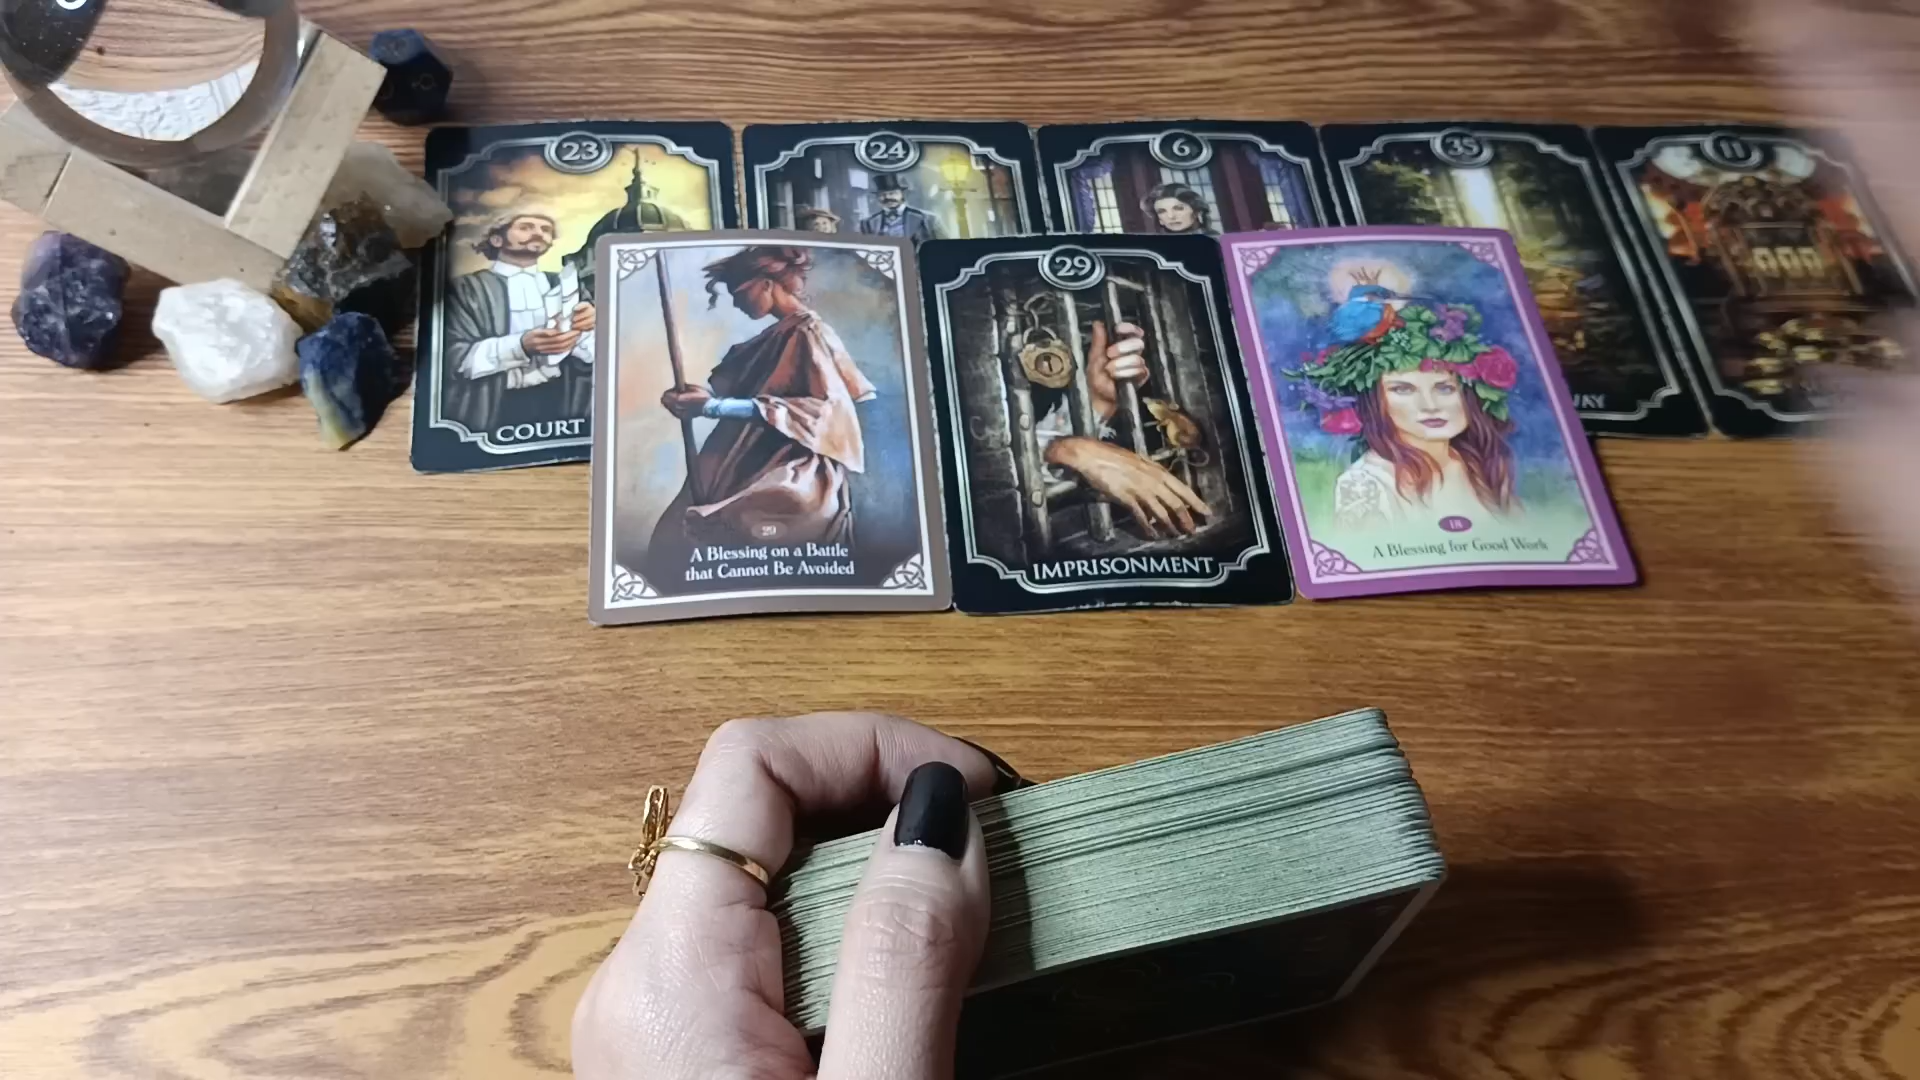 23
24
6
35
11
COURT
WAY
29
A Blessing on a Battle
that Cannot Be Avoided
29
IMPRISONMENT
18
A Blessing for Good Work